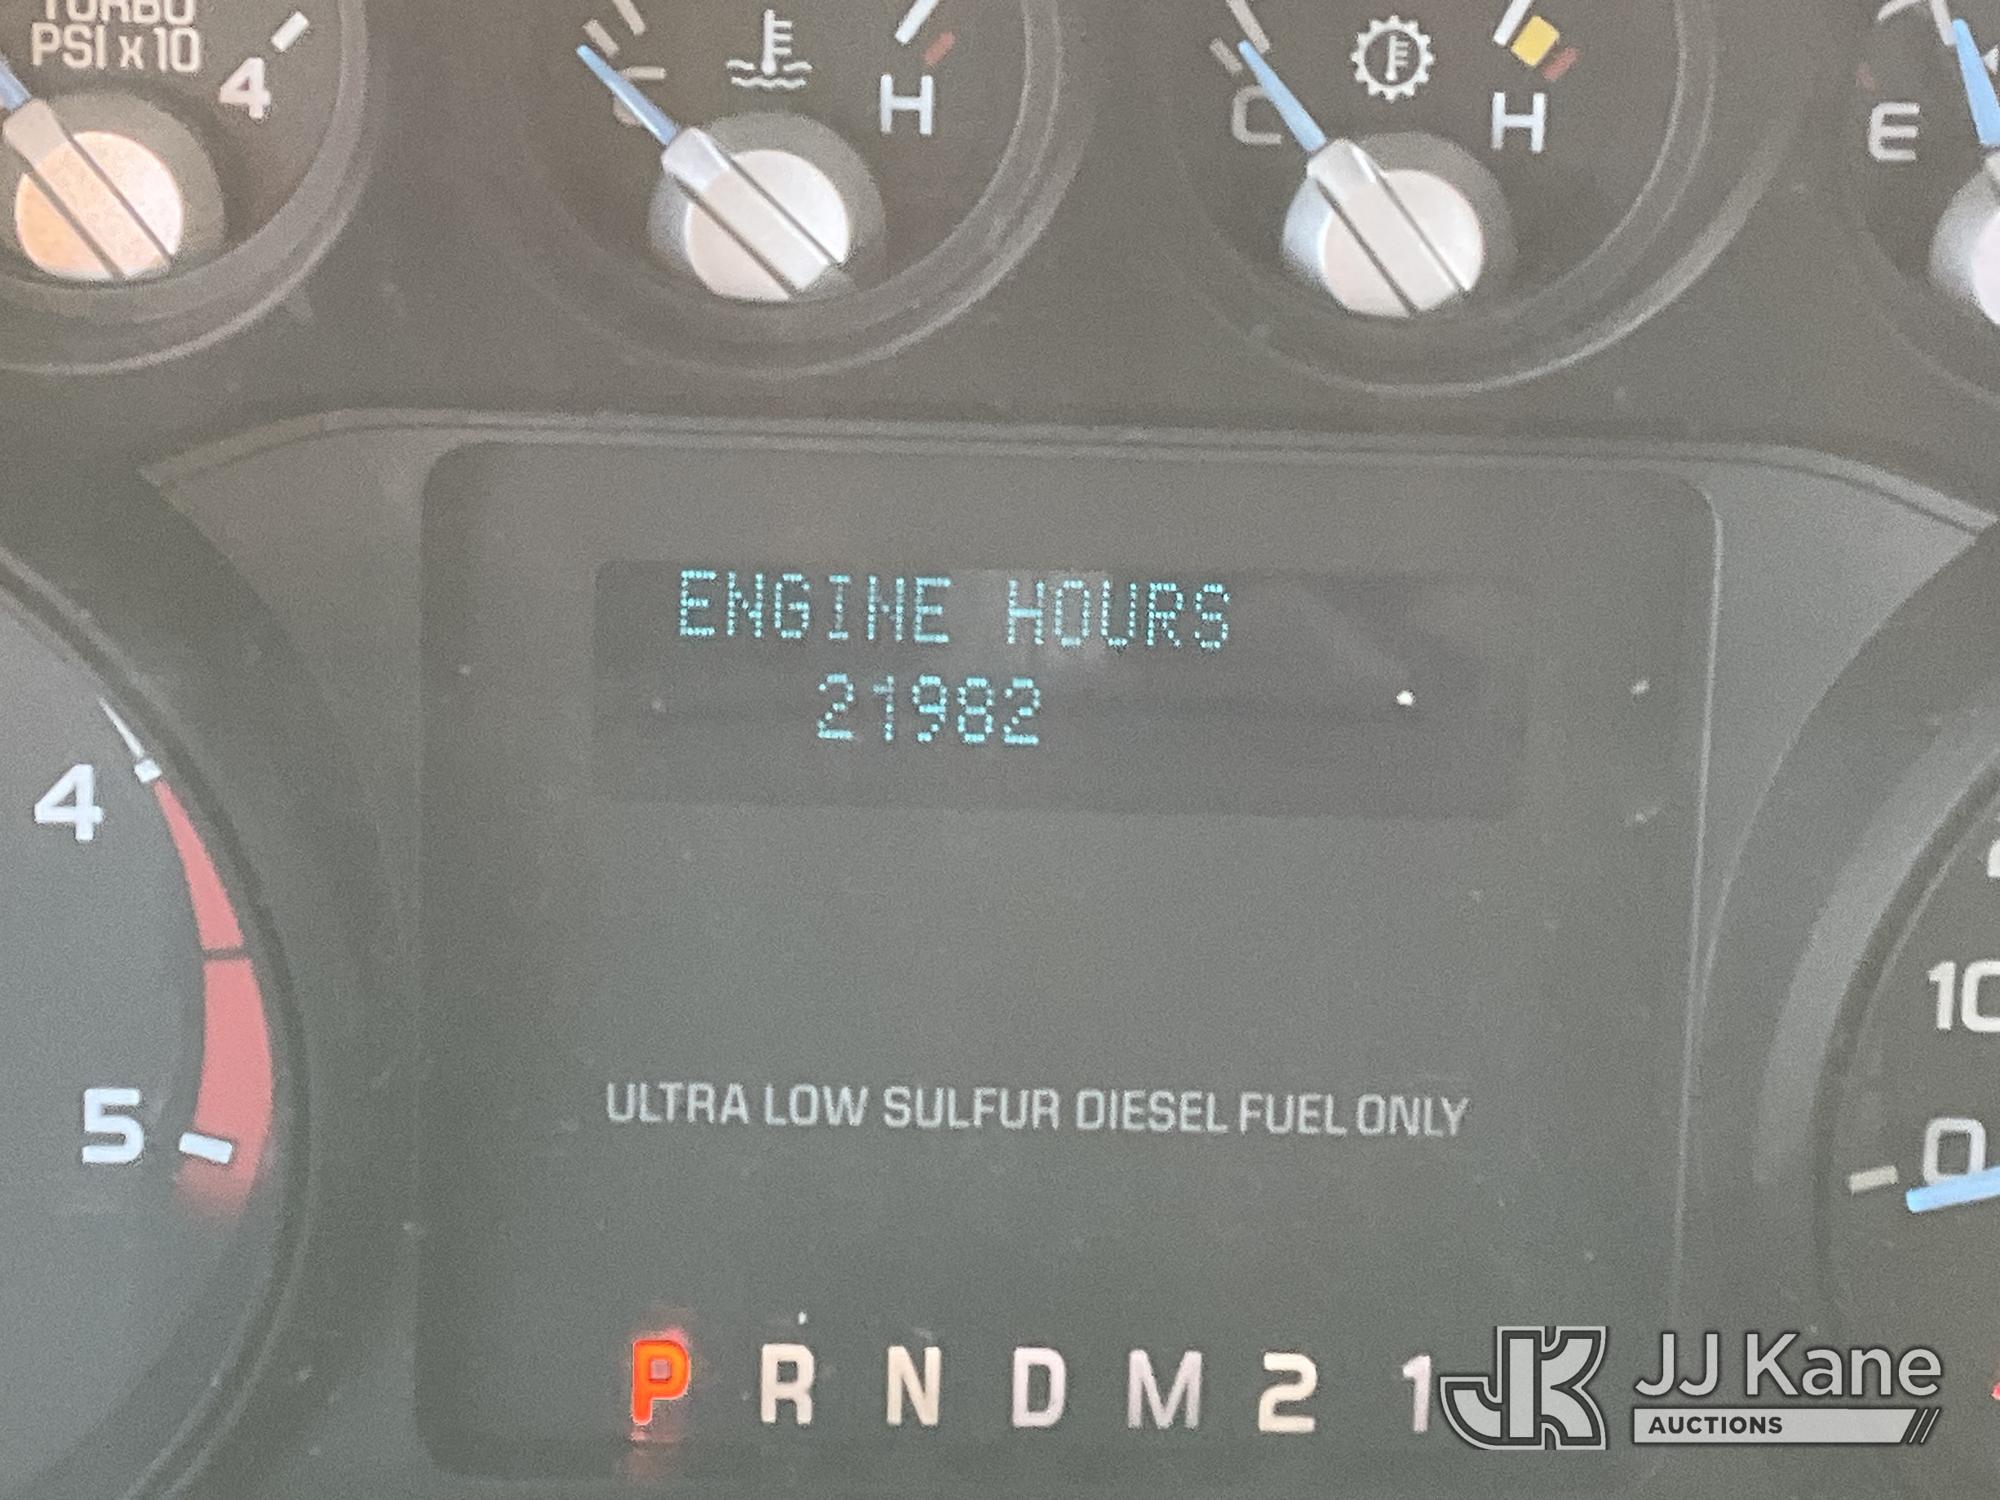 TURBO
PSI x 10
4
C
H
C
H
E
ENGINE HOURS
21982
4
5
10
0
ULTRA LOW SULFUR DIESEL FUEL ONLY
P R N D M 2 1
JK JJ Kane
AUCTIONS